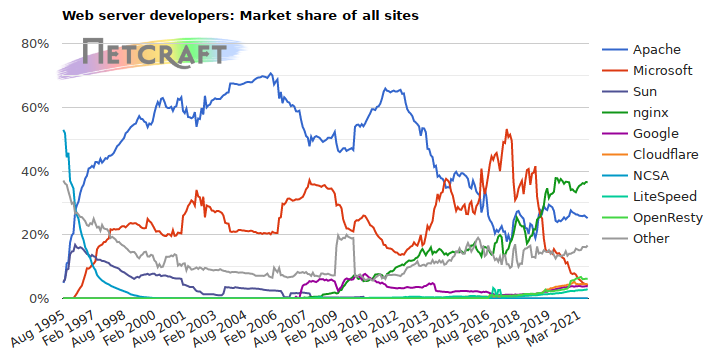 Web server developers: Market share of all sites
NETCRAFT
80%
60%
40%
20%
0%
Apache
Microsoft
Sun
nginx
Google
Cloudflare
NCSA
LiteSpeed
OpenResty
Other
Aug 1995
Feb 1997
Aug 1998
Feb 2000
Aug 2001
Feb 2003
Aug 2004
Feb 2006
Aug 2007
Feb 2009
Aug 2010
Feb 2012
Aug 2013
Feb 2015
Aug 2016
Feb 2018
Aug 2019
Mar 2021